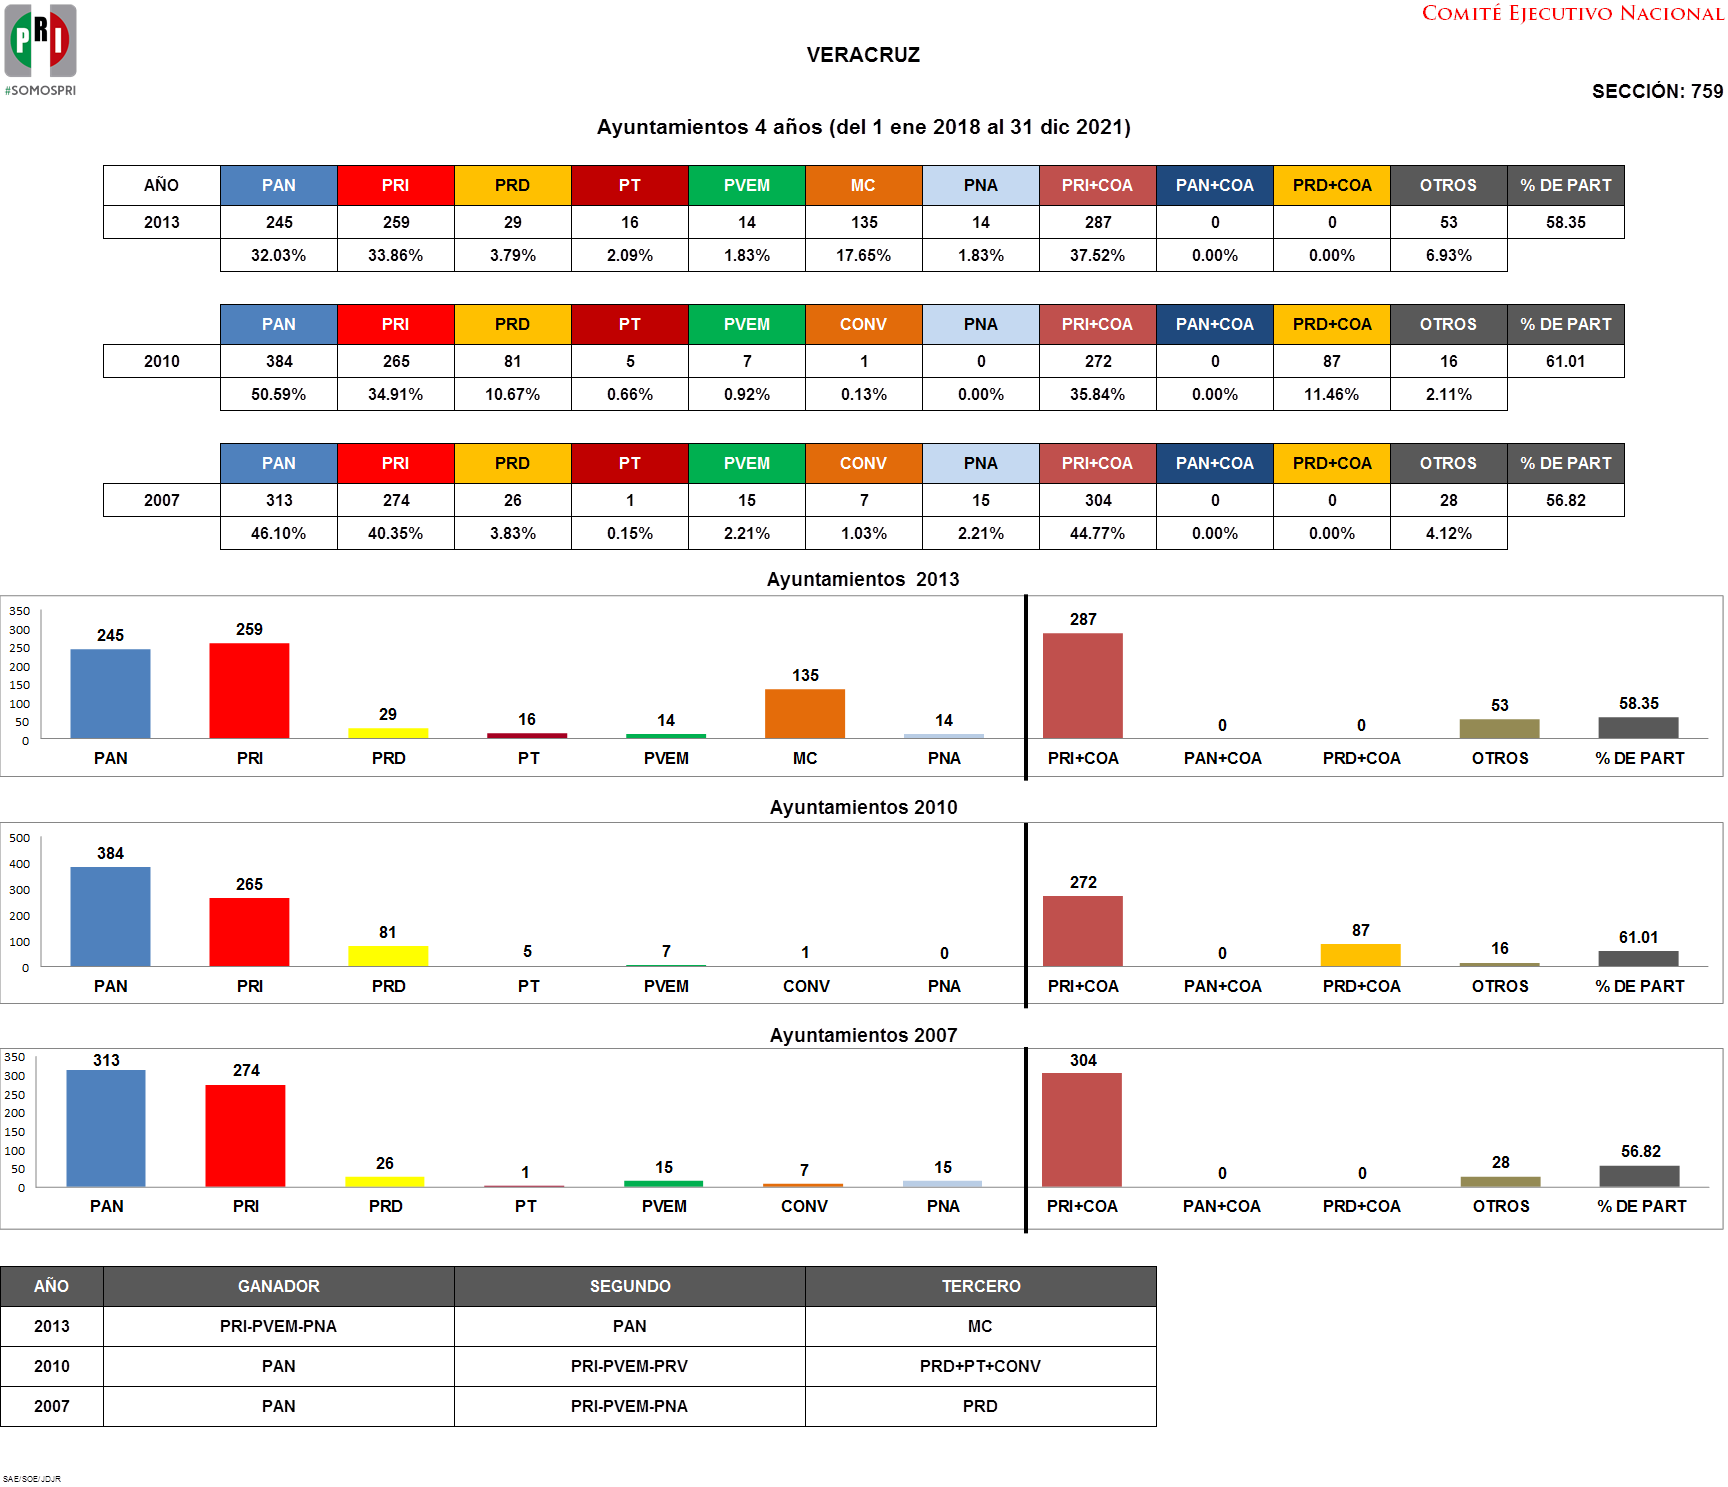 PRI
#SOMOSPRI
COMITÉ EJECUTIVO NACIONAL
VERACRUZ
SECCIÓN: 759
Ayuntamientos 4 años (del 1 ene 2018 al 31 dic 2021)
AÑO PAN PRI PRD PT PVEM MC PNA PRI+COA PAN+COA PRD+COA OTROS % DE PART
2013 245 259 29 16 14 135 14 287 0 0 53 58.35
32.03% 33.86% 3.79% 2.09% 1.83% 17.65% 1.83% 37.52% 0.00% 0.00% 6.93%
PAN PRI PRD PT PVEM CONV PNA PRI+COA PAN+COA PRD+COA OTROS % DE PART
2010 384 265 81 5 7 1 0 272 0 87 16 61.01
50.59% 34.91% 10.67% 0.66% 0.92% 0.13% 0.00% 35.84% 0.00% 11.46% 2.11%
PAN PRI PRD PT PVEM CONV PNA PRI+COA PAN+COA PRD+COA OTROS % DE PART
2007 313 274 26 1 15 7 15 304 0 0 28 56.82
46.10% 40.35% 3.83% 0.15% 2.21% 1.03% 2.21% 44.77% 0.00% 0.00% 4.12%
Ayuntamientos 2013
350
300
250
200
150
100
50
0
245 259 29 16 14 135 14 287 0 0 53 58.35
PAN PRI PRD PT PVEM MC PNA PRI+COA PAN+COA PRD+COA OTROS % DE PART
Ayuntamientos 2010
500
400
300
200
100
0
384 265 81 5 7 1 0 272 0 87 16 61.01
PAN PRI PRD PT PVEM CONV PNA PRI+COA PAN+COA PRD+COA OTROS % DE PART
Ayuntamientos 2007
350
300
250
200
150
100
50
0
313 274 26 1 15 7 15 304 0 0 28 56.82
PAN PRI PRD PT PVEM CONV PNA PRI+COA PAN+COA PRD+COA OTROS % DE PART
AÑO GANADOR SEGUNDO TERCERO
2013 PRI-PVEM-PNA PAN MC
2010 PAN PRI-PVEM-PRV PRD+PT+CONV
2007 PAN PRI-PVEM-PNA PRD
SAE/SOE/JDJR